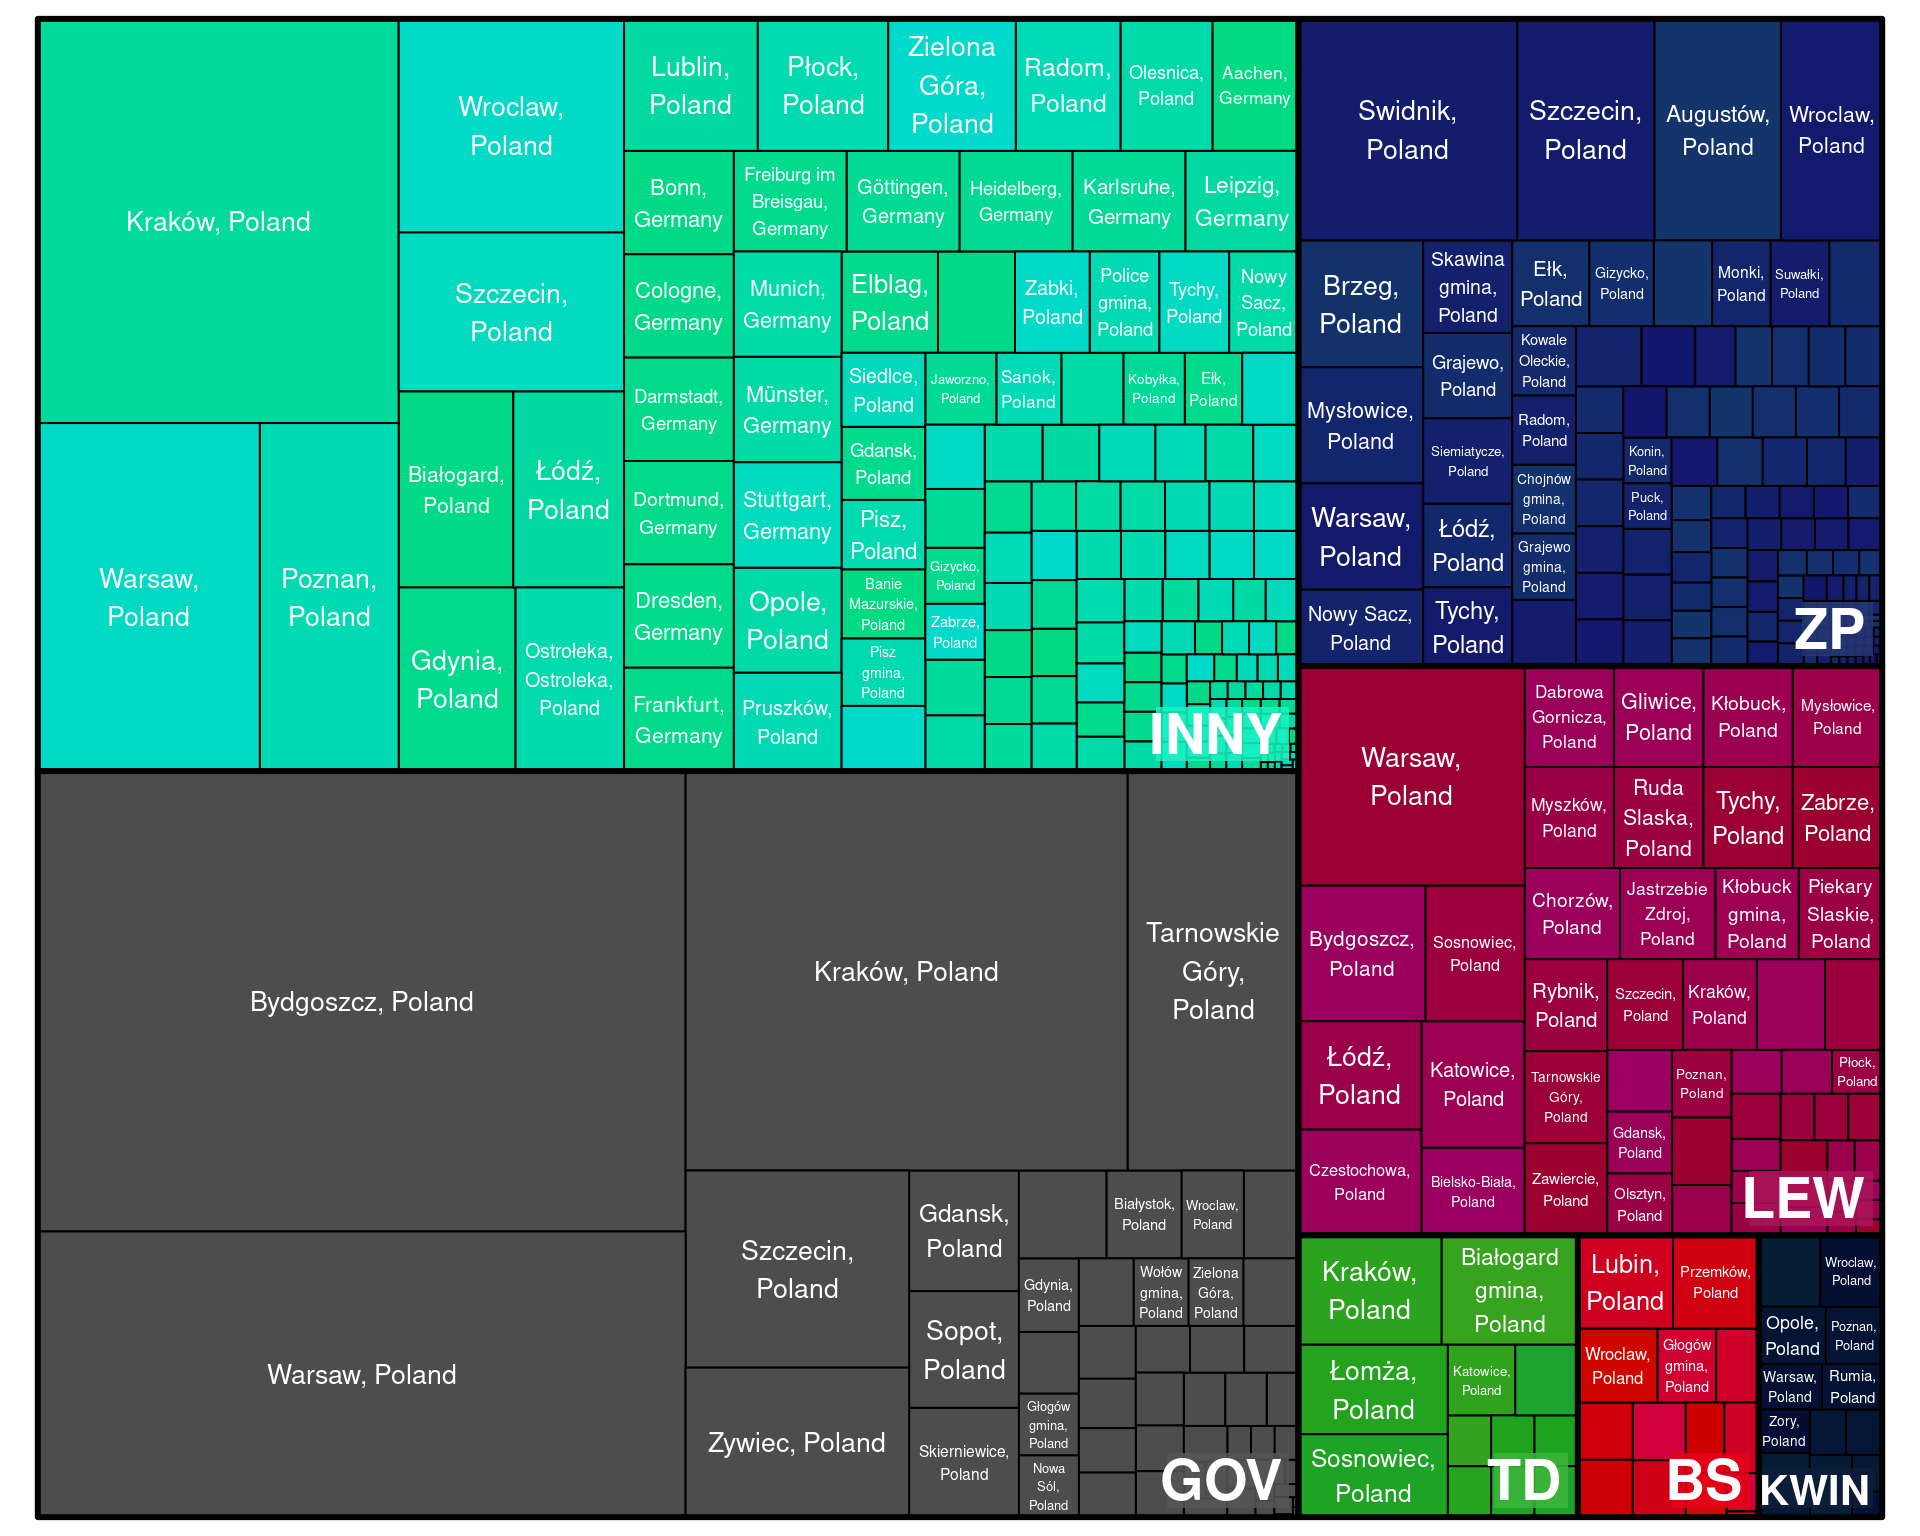 Kraków, Poland
Wroclaw,
Poland
Szczecin,
Poland
Warsaw,
Poland
Poznan,
Poland
Białogard,
Poland
Łódź,
Poland
Gdynia,
Poland
Ostrołeka,
Ostroleka,
Poland
Lublin,
Poland
Płock,
Poland
Zielona
Góra,
Poland
Radom,
Poland
Olesnica,
Poland
Aachen,
Germany
Bonn,
Germany
Freiburg im
Breisgau,
Germany
Göttingen,
Germany
Heidelberg,
Germany
Karlsruhe,
Germany
Leipzig,
Germany
Cologne,
Germany
Munich,
Germany
Elblag,
Poland
Zabki,
Poland
Police
gmina,
Poland
Tychy,
Poland
Nowy
Sacz,
Poland
Darmstadt,
Germany
Münster,
Germany
Siedlce,
Poland
Jaworzno,
Poland
Sanok,
Poland
Kobyłka,
Poland
Ełk,
Poland
Dortmund,
Germany
Stuttgart,
Germany
Gdansk,
Poland
Pisz,
Poland
Dresden,
Germany
Opole,
Poland
Banie
Mazurskie,
Poland
Gizycko,
Poland
Zabrze,
Poland
Pisz
gmina,
Poland
Frankfurt,
Germany
Pruszków,
Poland
INNY
Swidnik,
Poland
Szczecin,
Poland
Augustów,
Poland
Wroclaw,
Poland
Brzeg,
Poland
Skawina
gmina,
Poland
Ełk,
Poland
Gizycko,
Poland
Monki,
Poland
Suwałki,
Poland
Mysłowice,
Poland
Grajewo,
Poland
Kowale
Oleckie,
Poland
Siemiatycze,
Poland
Radom,
Poland
Konin,
Poland
Warsaw,
Poland
Łódź,
Poland
Chojnów
gmina,
Poland
Puck,
Poland
Grajewo
gmina,
Poland
Nowy Sacz,
Poland
Tychy,
Poland
ZP
Bydgoszcz, Poland
Warsaw, Poland
Kraków, Poland
Tarnowskie
Góry,
Poland
Szczecin,
Poland
Zywiec, Poland
Gdansk,
Poland
Sopot,
Poland
Skierniewice,
Poland
Białystok,
Poland
Wroclaw,
Poland
Gdynia,
Poland
Wołów
gmina,
Poland
Zielona
Góra,
Poland
Głogów
gmina,
Poland
Nowa
Sól,
Poland
GOV
Warsaw,
Poland
Dabrowa
Gornicza,
Poland
Gliwice,
Poland
Kłobuck,
Poland
Mysłowice,
Poland
Myszków,
Poland
Ruda
Slaska,
Poland
Tychy,
Poland
Zabrze,
Poland
Bydgoszcz,
Poland
Sosnowiec,
Poland
Chorzów,
Poland
Jastrzebie
Zdroj,
Poland
Kłobuck
gmina,
Poland
Piekary
Slaskie,
Poland
Rybnik,
Poland
Szczecin,
Poland
Kraków,
Poland
Łódź,
Poland
Katowice,
Poland
Tarnowskie
Góry,
Poland
Poznan,
Poland
Płock,
Poland
Gdansk,
Poland
Czestochowa,
Poland
Bielsko-Biała,
Poland
Zawiercie,
Poland
Olsztyn,
Poland
LEW
Kraków,
Poland
Białogard
gmina,
Poland
Łomża,
Poland
Katowice,
Poland
Sosnowiec,
Poland
TD
Lubin,
Poland
Przemków,
Poland
Wroclaw,
Poland
Głogów
gmina,
Poland
BS
Wroclaw,
Poland
Opole,
Poland
Poznan,
Poland
Warsaw,
Poland
Rumia,
Poland
Zory,
Poland
KWIN